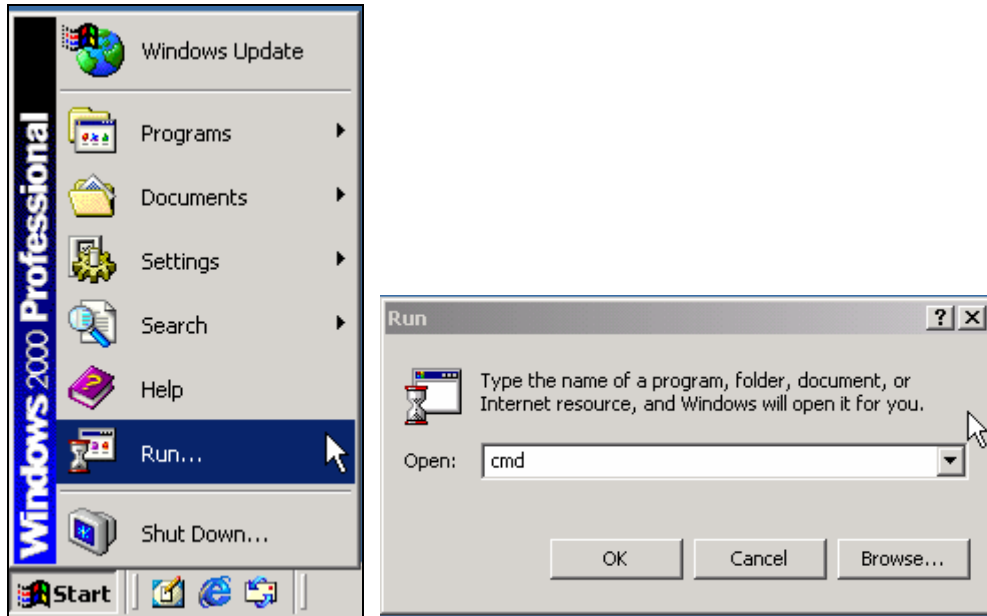 Windows 2000 Professional
Windows Update
Programs
Documents
Settings
Search
Help
Run...
Shut Down...
Start
Run
Type the name of a program, folder, document, or
Internet resource, and Windows will open it for you.
Open: cmd
OK Cancel Browse...